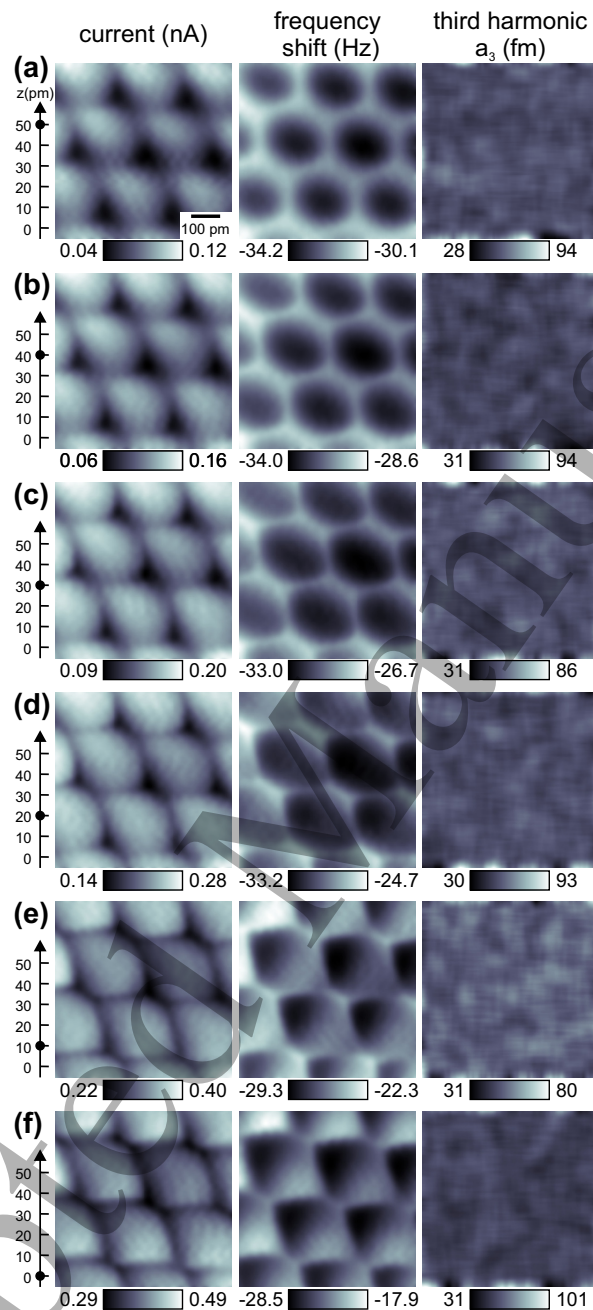 current (nA)
frequency
shift (Hz)
third harmonic
a₃ (fm)
(a)
z(pm)
50
40
30
20
10
0
100 pm
0.04 0.12 -34.2 -30.1 28 94
(b)
50
40
30
20
10
0
0.06 0.16 -34.0 -28.6 31 94
(c)
50
40
30
20
10
0
0.09 0.20 -33.0 -26.7 31 86
(d)
50
40
30
20
10
0
0.14 0.28 -33.2 -24.7 30 93
(e)
50
40
30
20
10
0
0.22 0.40 -29.3 -22.3 31 80
(f)
50
40
30
20
10
0
0.29 0.49 -28.5 -17.9 31 101